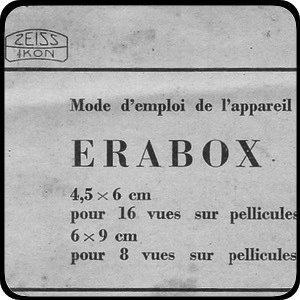 ZEISS
IKON
Mode d'emploi de l'appareil
ERABOX
4,5 × 6 cm
pour 16 vues sur pellicules
6 × 9 cm
pour 8 vues sur pellicules